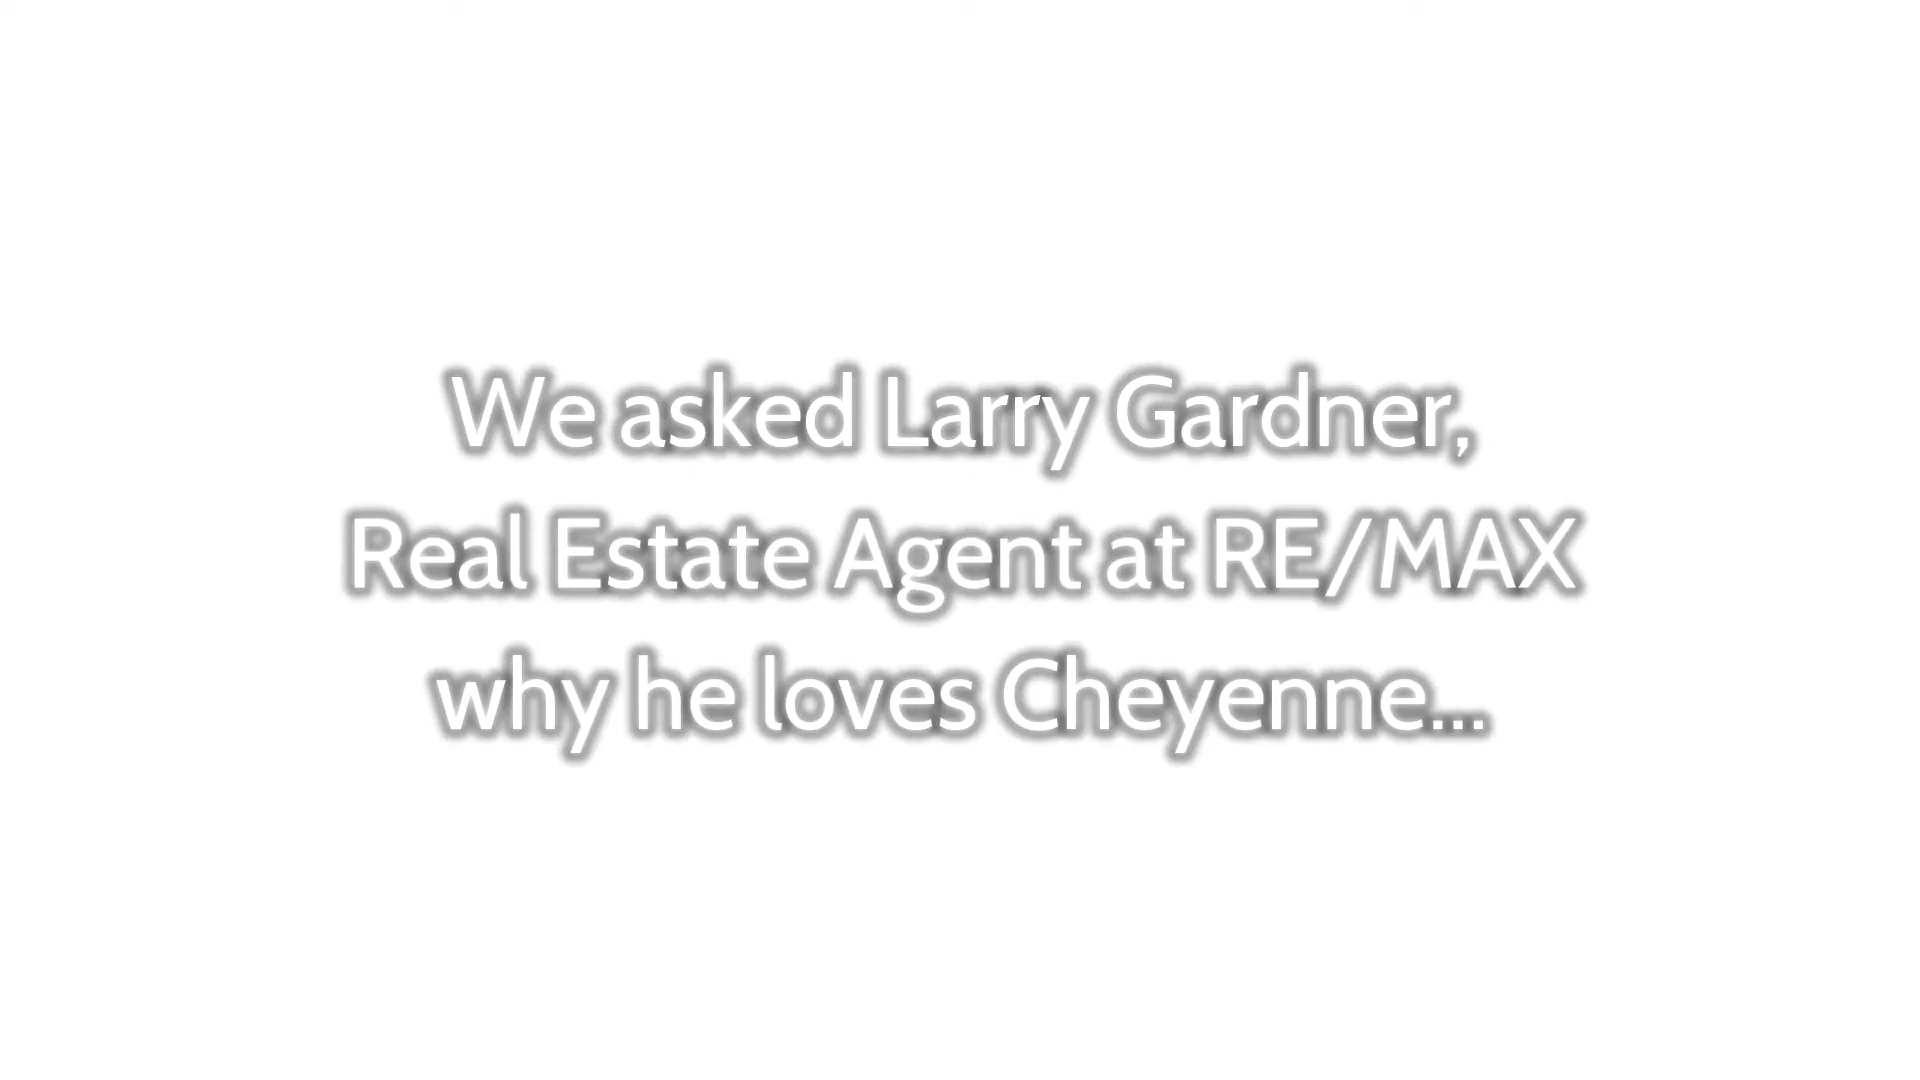 We asked Larry Gardner,
Real Estate Agent at RE/MAX
why he loves Cheyenne...